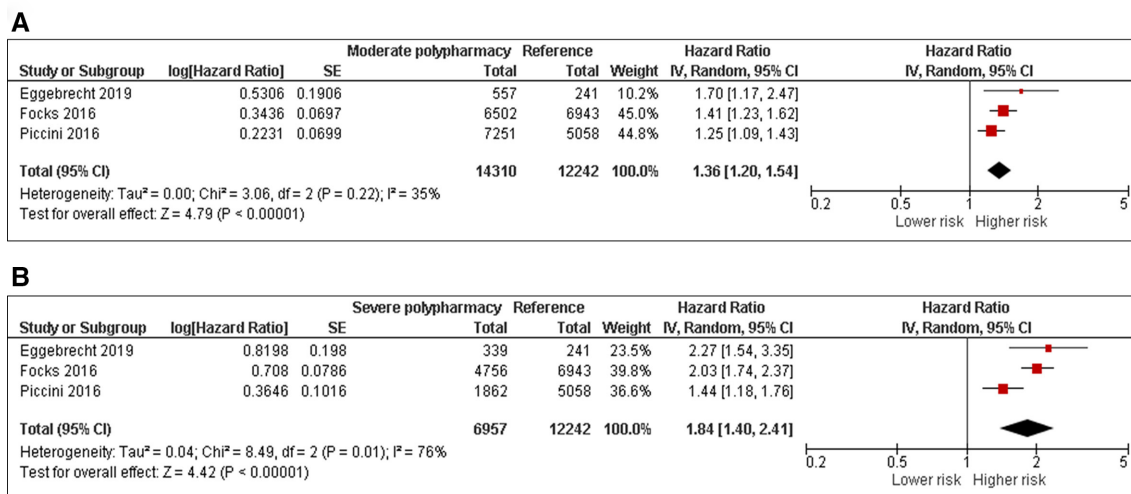 A
Moderate polypharmacy Reference Hazard Ratio Hazard Ratio
Study or Subgroup log[Hazard Ratio] SE Total Total Weight IV, Random, 95% CI IV, Random, 95% CI
Eggebrecht 2019 0.5306 0.1906 557 241 10.2% 1.70 [1.17, 2.47]
Focks 2016 0.3436 0.0697 6502 6943 45.0% 1.41 [1.23, 1.62]
Piccini 2016 0.2231 0.0699 7251 5058 44.8% 1.25 [1.09, 1.43]
Total (95% CI) 14310 12242 100.0% 1.36 [1.20, 1.54]
Heterogeneity: Tau² = 0.00; Chi² = 3.06, df = 2 (P = 0.22); I² = 35%
Test for overall effect: Z = 4.79 (P < 0.00001)
0.2 0.5 1 2 5
Lower risk Higher risk
B
Severe polypharmacy Reference Hazard Ratio Hazard Ratio
Study or Subgroup log[Hazard Ratio] SE Total Total Weight IV, Random, 95% CI IV, Random, 95% CI
Eggebrecht 2019 0.8198 0.198 339 241 23.5% 2.27 [1.54, 3.35]
Focks 2016 0.708 0.0786 4756 6943 39.8% 2.03 [1.74, 2.37]
Piccini 2016 0.3646 0.1016 1862 5058 36.6% 1.44 [1.18, 1.76]
Total (95% CI) 6957 12242 100.0% 1.84 [1.40, 2.41]
Heterogeneity: Tau² = 0.04; Chi² = 8.49, df = 2 (P = 0.01); I² = 76%
Test for overall effect: Z = 4.42 (P < 0.00001)
0.2 0.5 1 2 5
Lower risk Higher risk